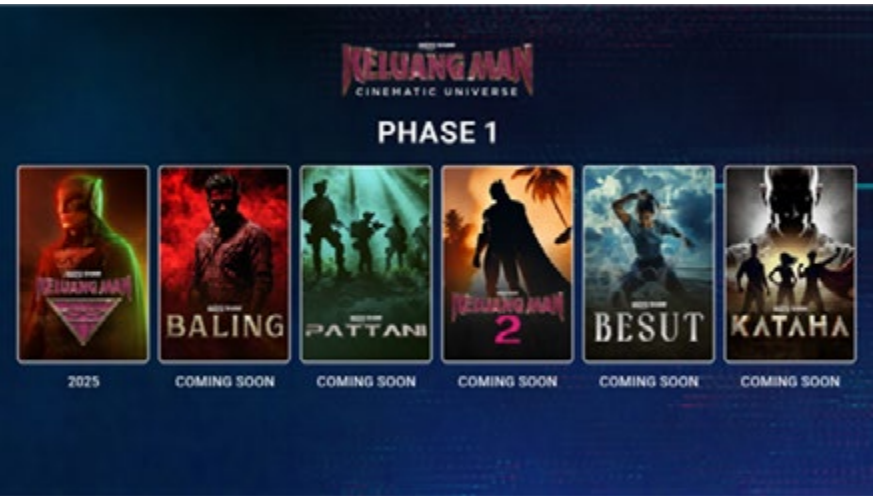 KELUANG MAN
CINEMATIC UNIVERSE
PHASE 1
KELUANG MAN
2025
BALING
COMING SOON
PATTANI
COMING SOON
KELUANG MAN
2
COMING SOON
BESUT
COMING SOON
KATAHA
COMING SOON